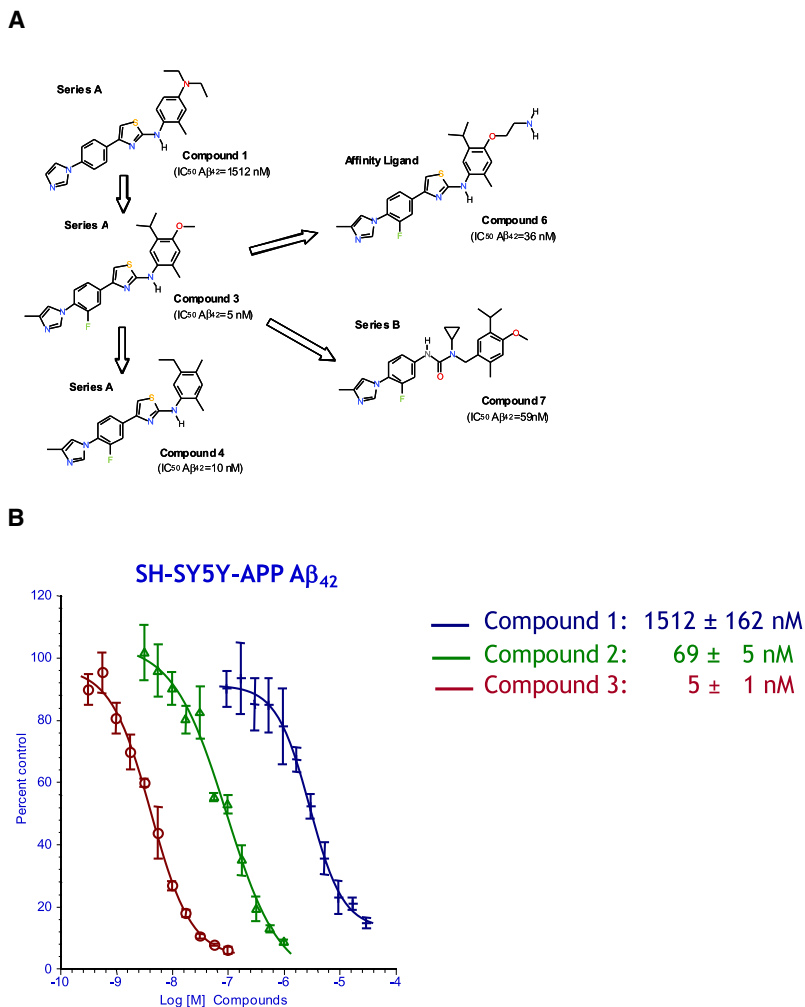 A
Series A
N
S
N
N
H
N
N
Compound 1
(IC50 Aβ42=1512 nM)
Affinity Ligand
H
N
H
O
S
N
N
H
N
N
F
Compound 6
(IC50 Aβ42=36 nM)
Series A
O
S
N
N
H
N
N
F
Compound 3
(IC50 Aβ42=5 nM)
Series B
H
N
N
O
O
N
N
F
Compound 7
(IC50 Aβ42=59nM)
Series A
S
N
N
H
N
N
F
Compound 4
(IC50 Aβ42=10 nM)
B
SH-SY5Y-APP Aβ42
120
100
80
60
40
20
0
Percent control
-10
-9
-8
-7
-6
-5
-4
Log [M] Compounds
Compound 1: 1512 ± 162 nM
Compound 2: 69 ± 5 nM
Compound 3: 5 ± 1 nM